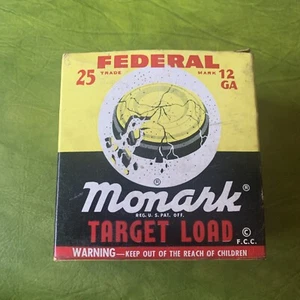 FEDERAL
25 TRADE MARK 12 GA
®
Monark®
REG. U.S. PAT. OFF.
TARGET LOAD
© F.C.C.
WARNING—KEEP OUT OF THE REACH OF CHILDREN